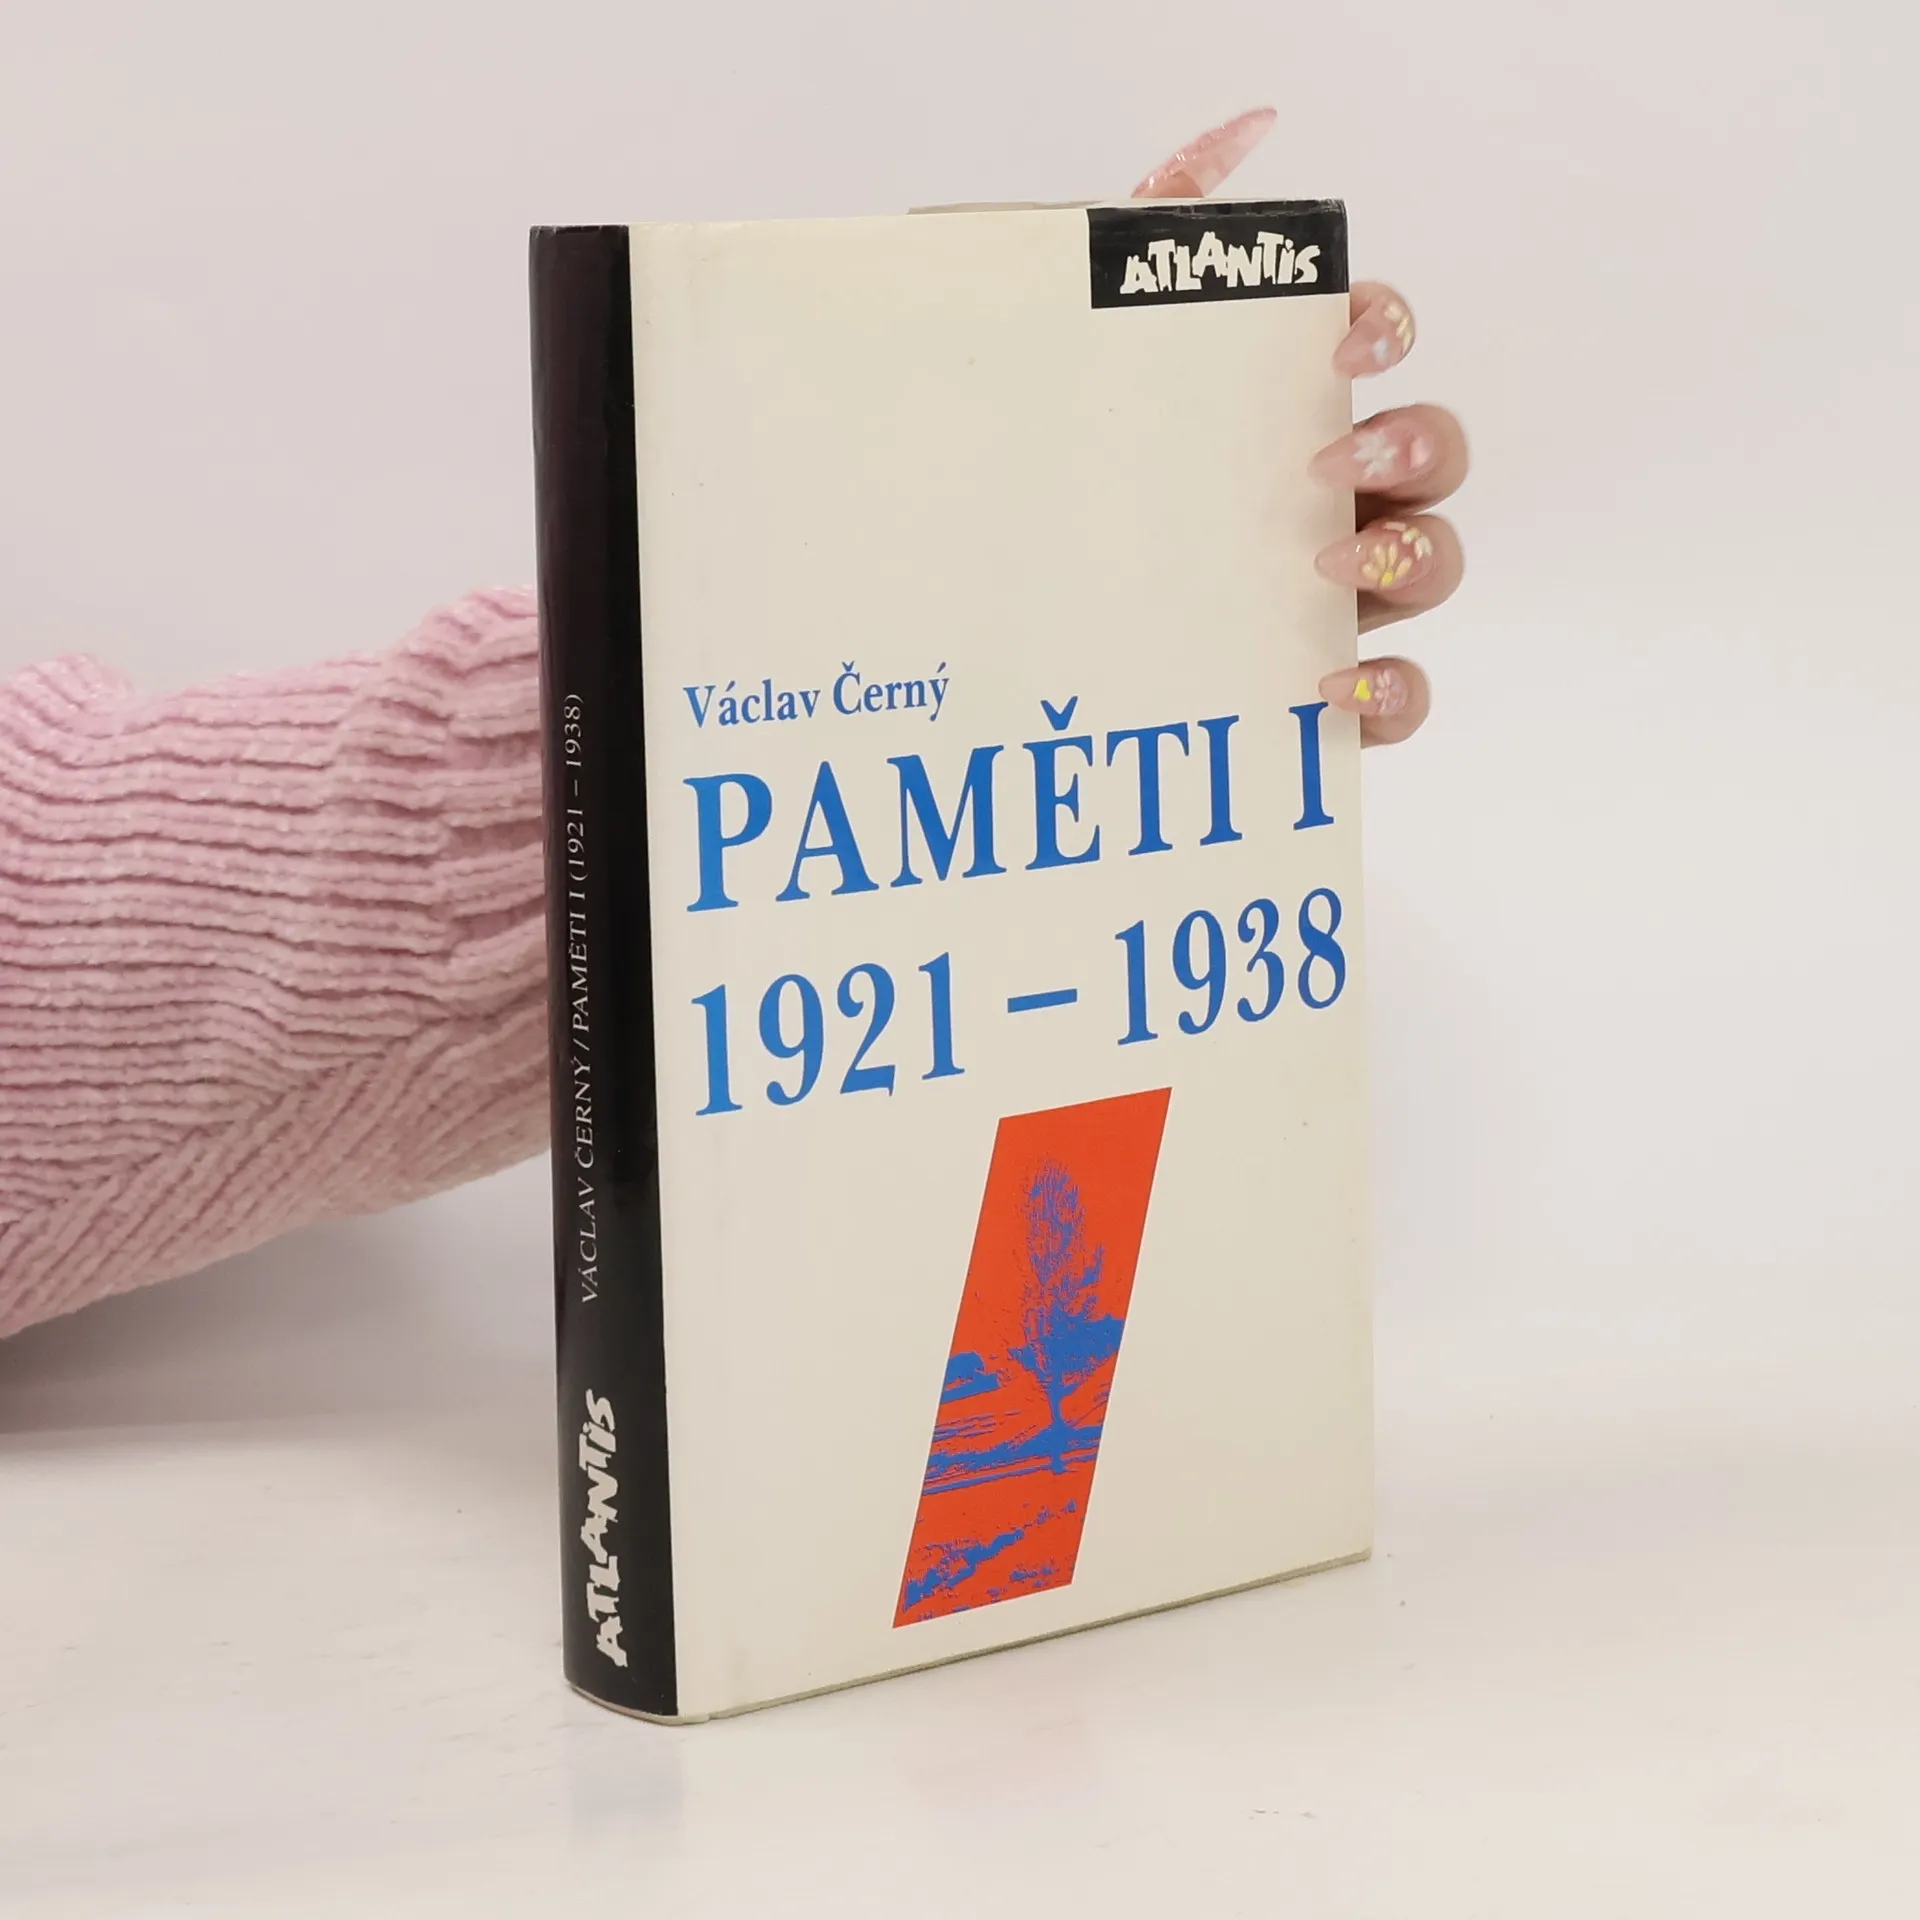 ATLANTIS
Václav Černý
PAMĚTI I
1921 – 1938
VÁCLAV ČERNÝ / PAMĚTI I (1921 – 1938)
ATLANTIS